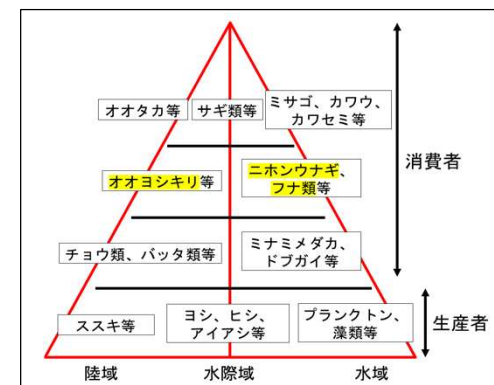 オオタカ等
サギ類等
ミサゴ、カワウ、
カワセミ等
消費者
オオヨシキリ等
ニホンウナギ、
フナ類等
チョウ類、バッタ類等
ミナミメダカ、
ドブガイ等
ススキ等
ヨシ、ヒシ、
アイアシ等
プランクトン、
藻類等
生産者
陸域
水際域
水域